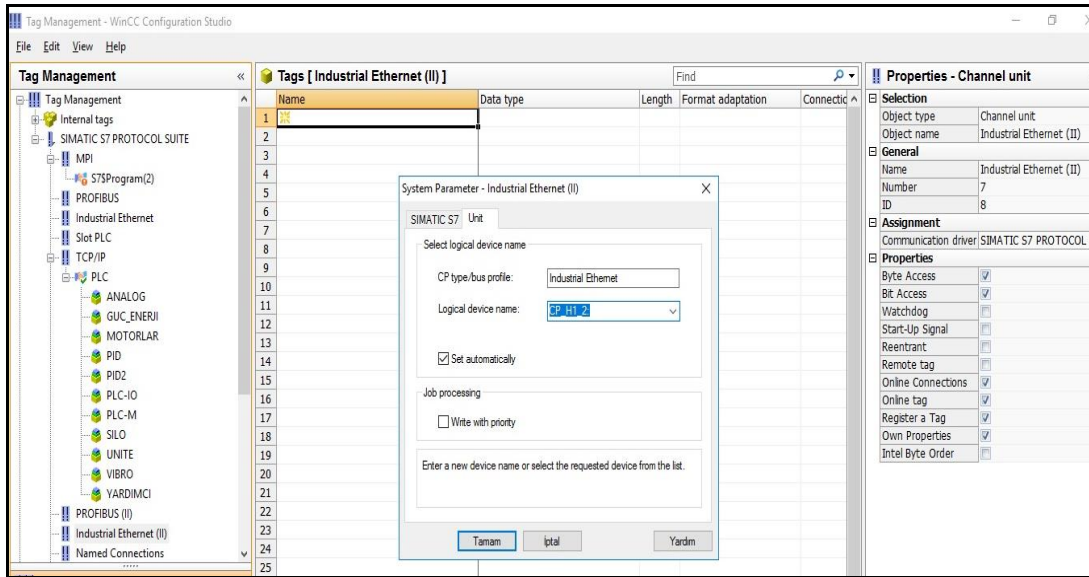 Tag Management - WinCC Configuration Studio
File Edit View Help
Tag Management «
Tag Management
Internal tags
SIMATIC S7 PROTOCOL SUITE
MPI
S7$Program(2)
PROFIBUS
Industrial Ethernet
Slot PLC
TCP/IP
PLC
ANALOG
GUC_ENERJI
MOTORLAR
PID
PID2
PLC-IO
PLC-M
SILO
UNITE
VIBRO
YARDIMCI
PROFIBUS (II)
Industrial Ethernet (II)
Named Connections
Tags [ Industrial Ethernet (II) ] Find
Name Data type Length Format adaptation Connectic
1
2
3
4
5
6
7
8
9
10
11
12
13
14
15
16
17
18
19
20
21
22
23
24
25
System Parameter - Industrial Ethernet (II) X
SIMATIC S7 Unit
Select logical device name
CP type/bus profile: Industrial Ethernet
Logical device name: CP_H1_2:
Set automatically
Job processing
Write with priority
Enter a new device name or select the requested device from the list.
Tamam İptal Yardım
Properties - Channel unit
Selection
Object type Channel unit
Object name Industrial Ethernet (II)
General
Name Industrial Ethernet (II)
Number 7
ID 8
Assignment
Communication driver SIMATIC S7 PROTOCOL
Properties
Byte Access
Bit Access
Watchdog
Start-Up Signal
Reentrant
Remote tag
Online Connections
Online tag
Register a Tag
Own Properties
Intel Byte Order